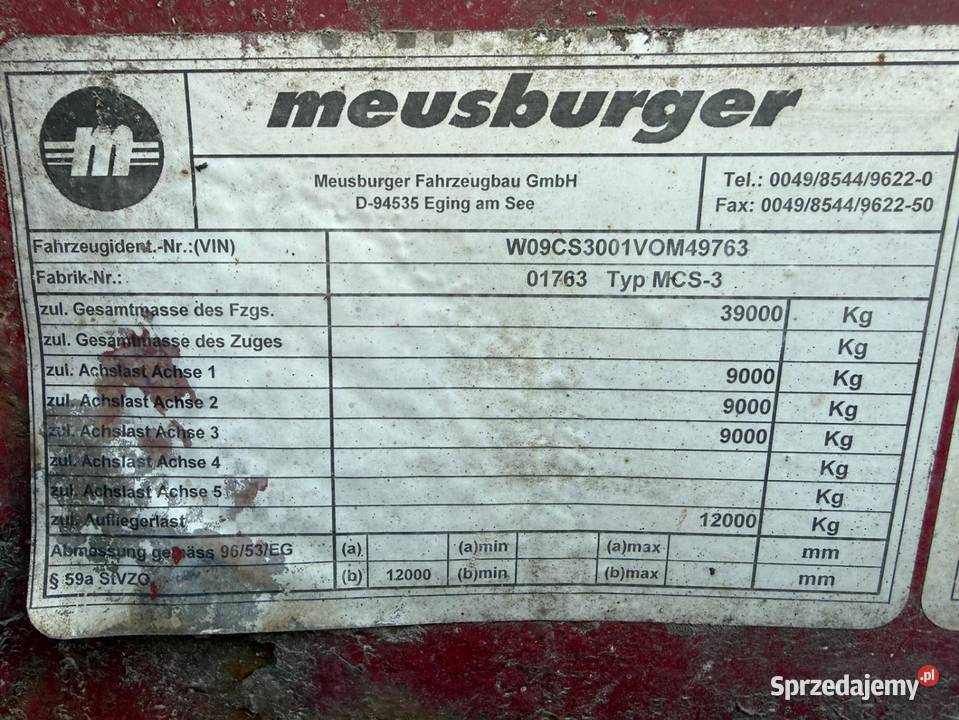 m
meusburger
Meusburger Fahrzeugbau GmbH
D-94535 Eging am See
Tel.: 0049/8544/9622-0
Fax: 0049/8544/9622-50
Fahrzeugident.-Nr.:(VIN) W09CS3001VOM49763
Fabrik-Nr.: 01763 Typ MCS-3
zul. Gesamtmasse des Fzgs. 39000 Kg
zul. Gesamtmasse des Zuges Kg
zul. Achslast Achse 1 9000 Kg
zul. Achslast Achse 2 9000 Kg
zul. Achslast Achse 3 9000 Kg
zul. Achslast Achse 4 Kg
zul. Achslast Achse 5 Kg
zul. Aufliegerlast 12000 Kg
Abmessung gemäss 96/53/EG (a) (a)min (a)max mm
§ 59a StVZO (b) 12000 (b)min (b)max mm
Sprzedajemy.pl